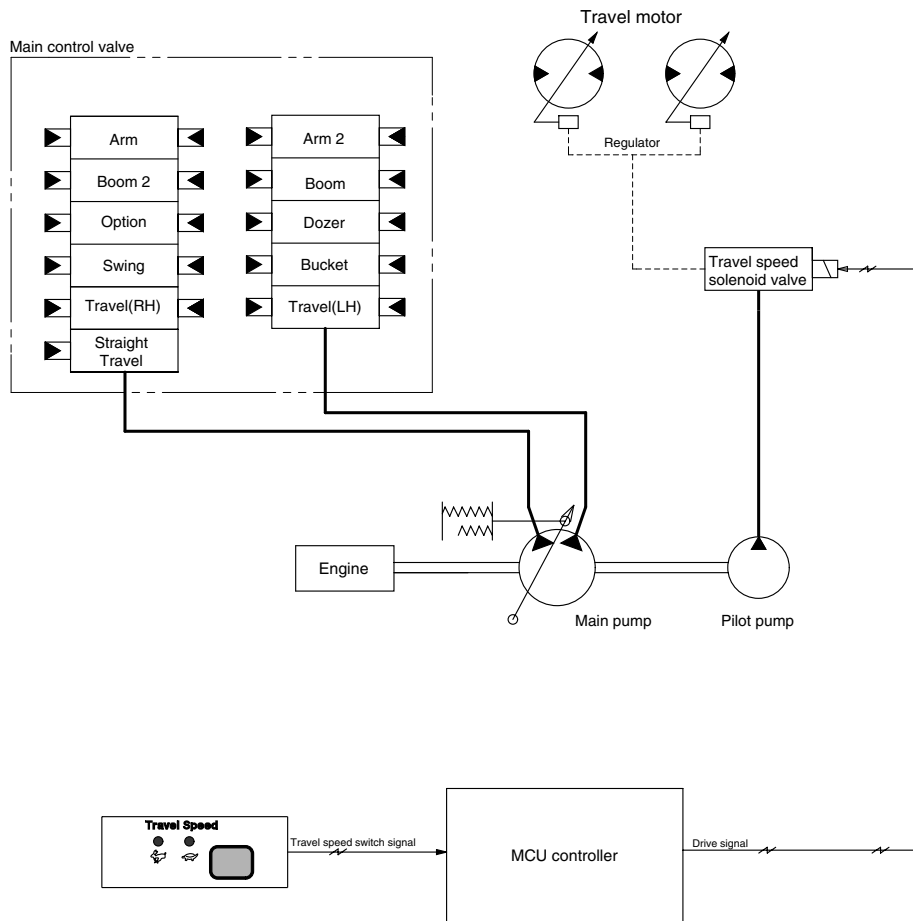 Travel motor
Main control valve
Arm
Boom 2
Option
Swing
Travel(RH)
Straight
Travel
Arm 2
Boom
Dozer
Bucket
Travel(LH)
Regulator
Travel speed
solenoid valve
Engine
Main pump
Pilot pump
Travel Speed
Travel speed switch signal
MCU controller
Drive signal